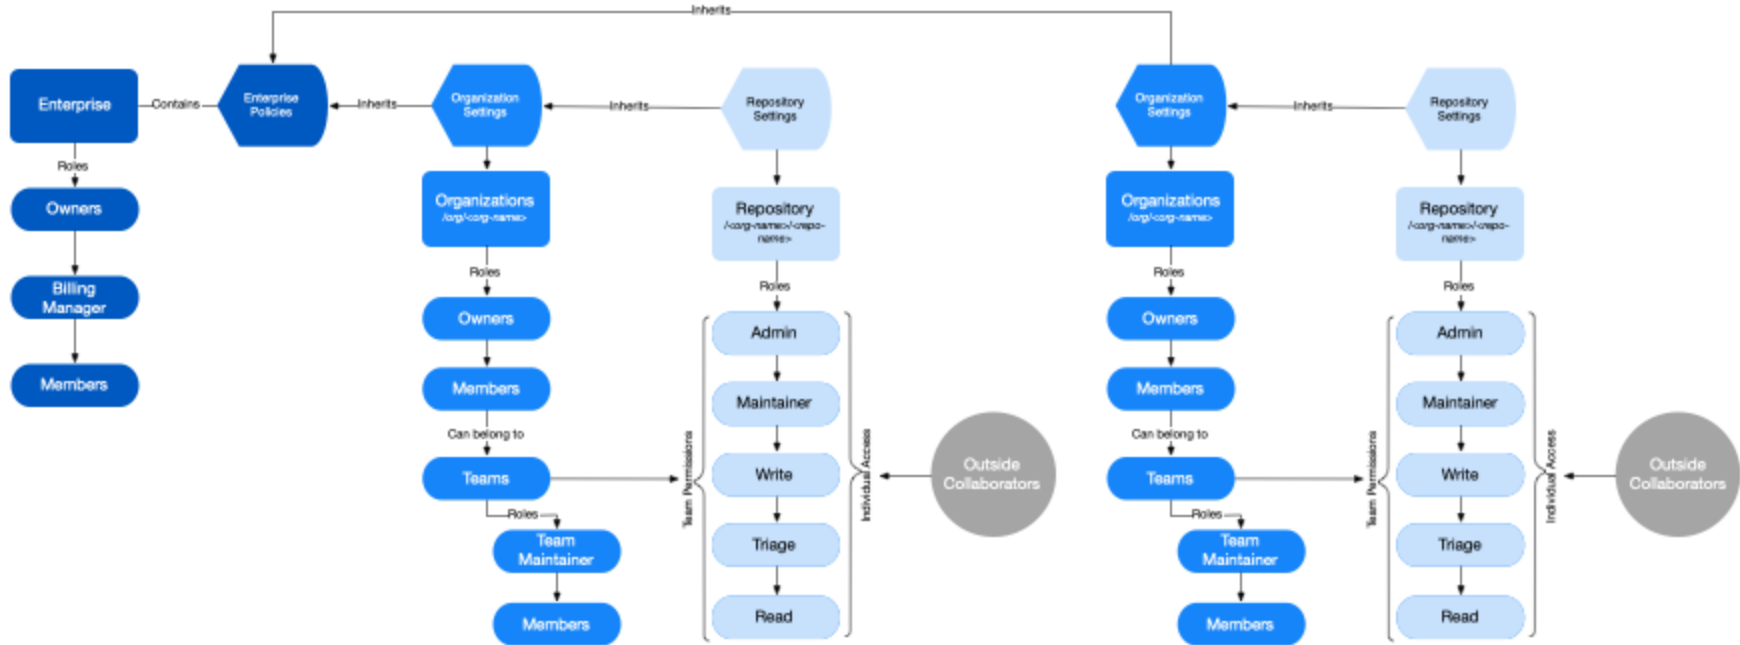 Inherits
Enterprise
Contains
Enterprise
Policies
Inherits
Organization
Settings
Inherits
Repository
Settings
Organization
Settings
Inherits
Repository
Settings
Roles
Owners
Billing
Manager
Members
Organizations
/org/<org-name>
Roles
Owners
Members
Can belong to
Teams
Roles
Team
Maintainer
Members
Repository
/<org-name>/<repo-
name>
Roles
Team Permissions
Admin
Maintainer
Write
Triage
Read
Individual Access
Outside
Collaborators
Organizations
/org/<org-name>
Roles
Owners
Members
Can belong to
Teams
Roles
Team
Maintainer
Members
Repository
/<org-name>/<repo-
name>
Roles
Team Permissions
Admin
Maintainer
Write
Triage
Read
Individual Access
Outside
Collaborators